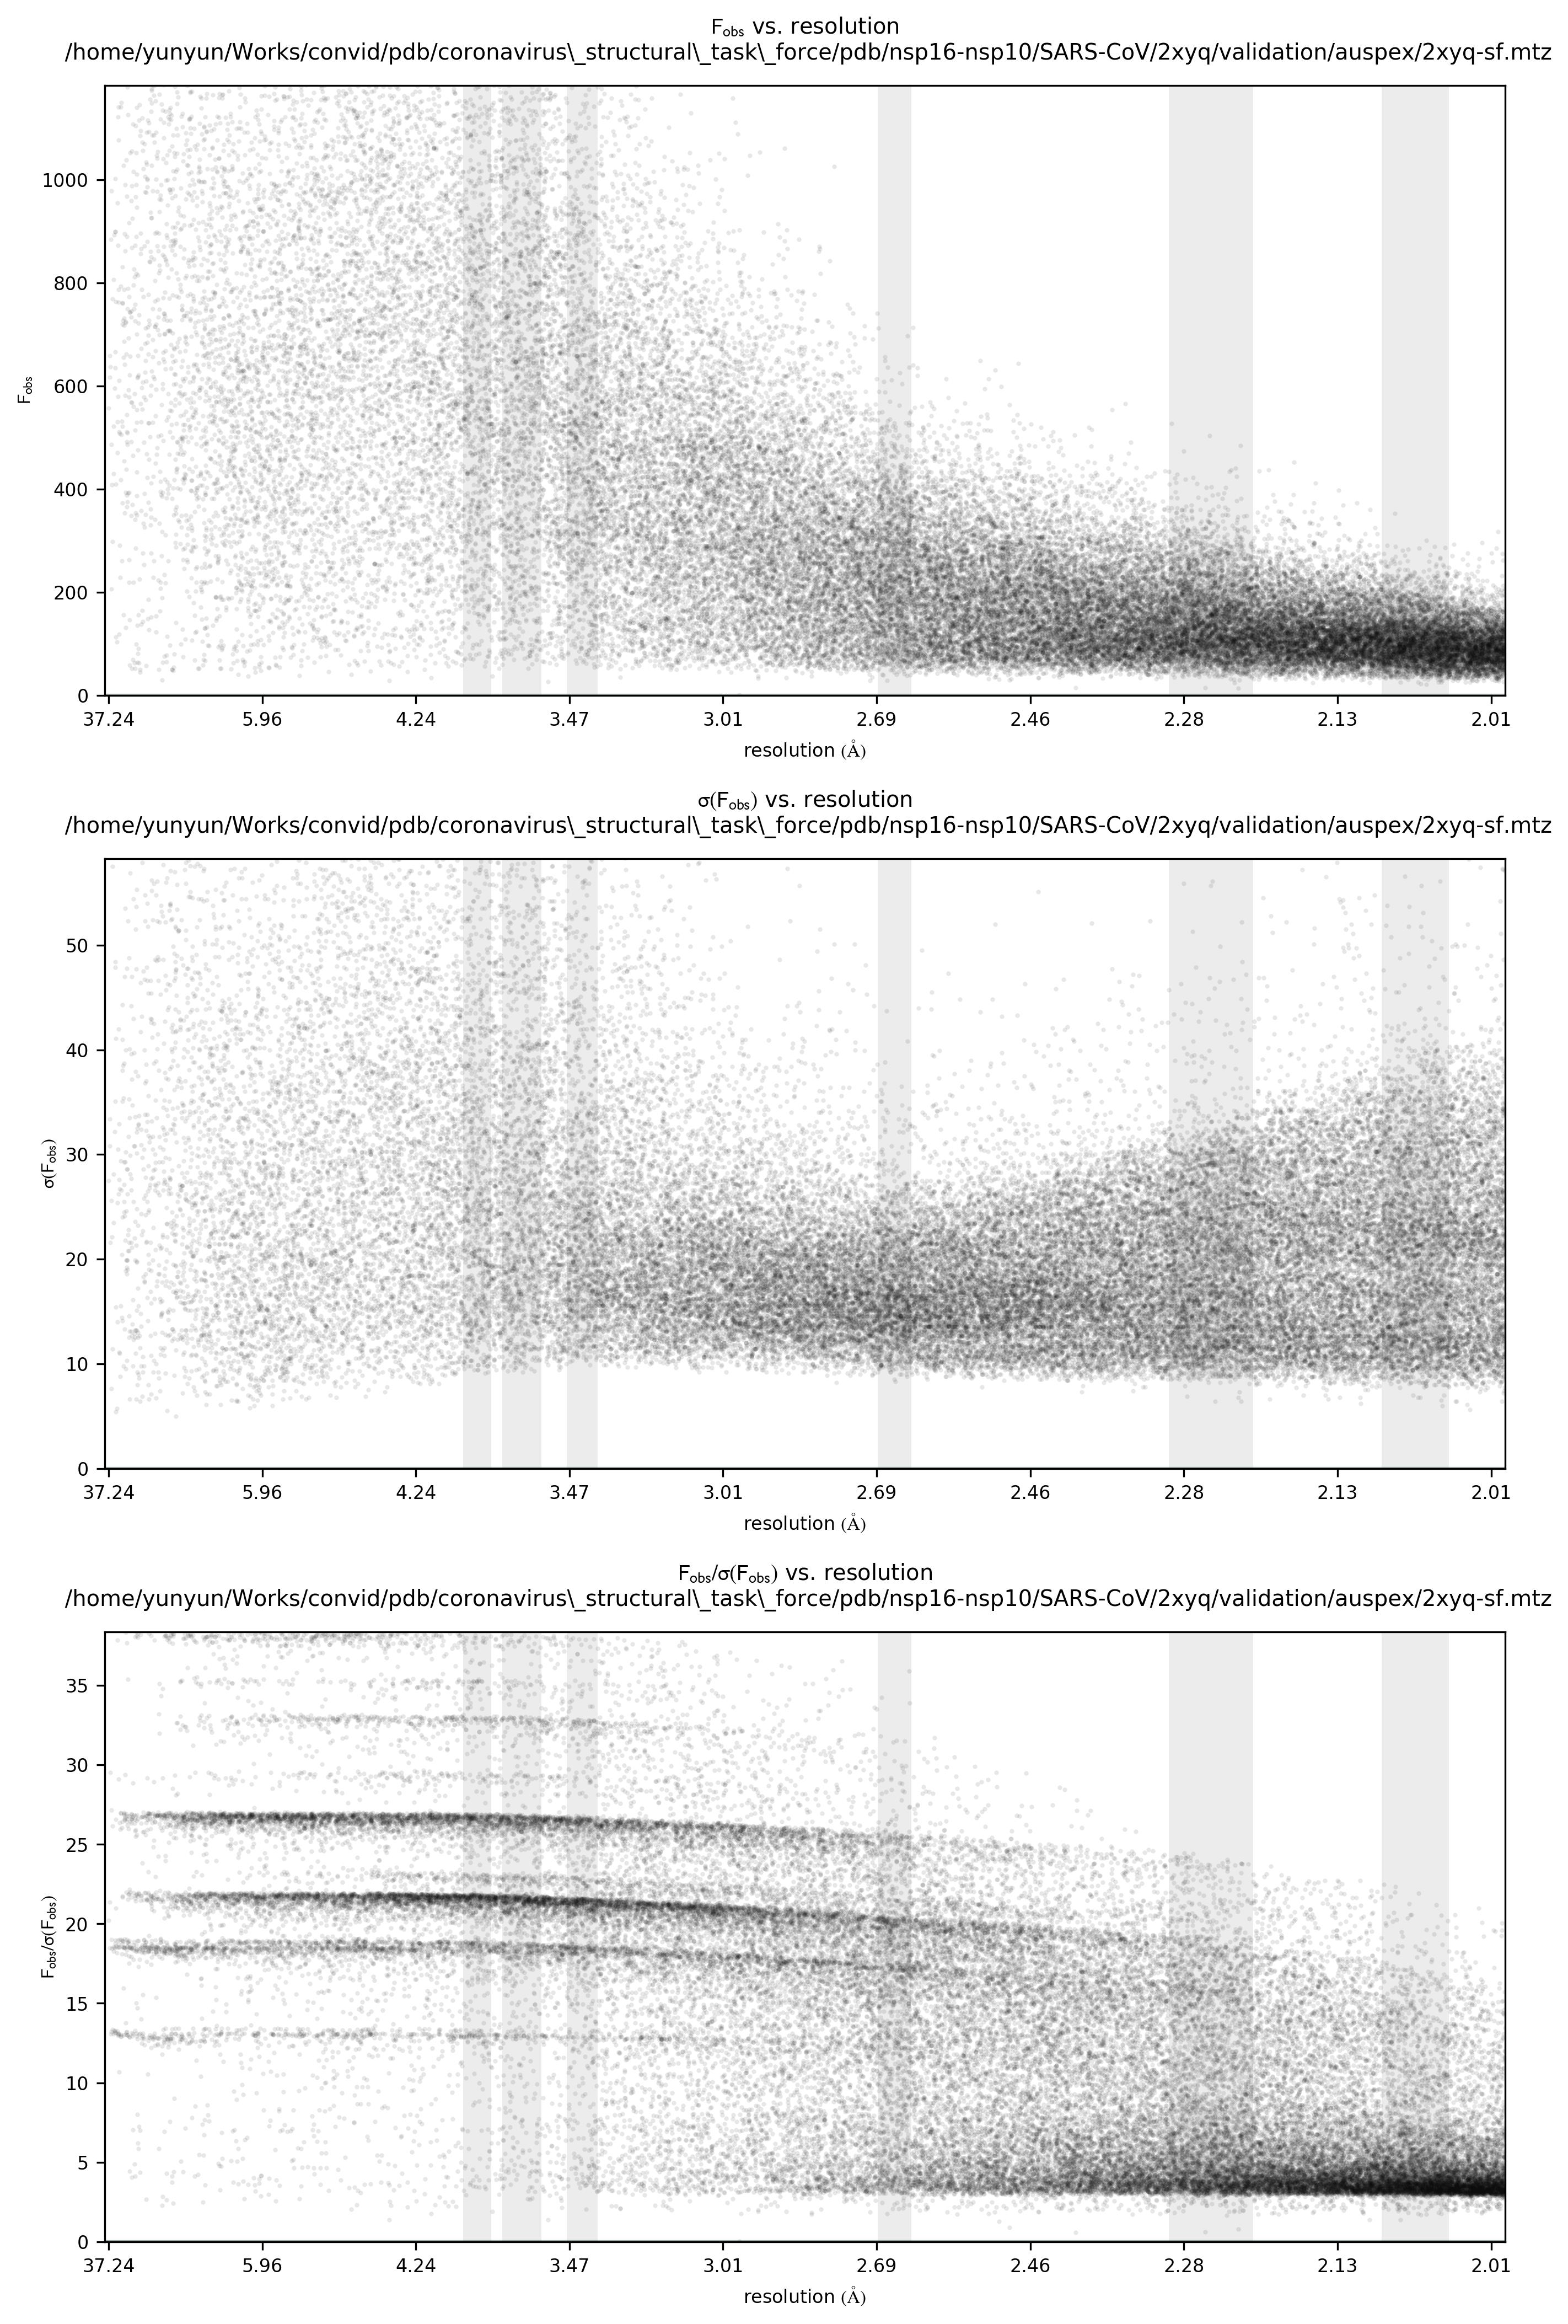 Fobs vs. resolution
/home/yunyun/Works/convid/pdb/coronavirus\_structural\_task\_force/pdb/nsp16-nsp10/SARS-CoV/2xyq/validation/auspex/2xyq-sf.mtz
1000
800
600
400
200
0
Fobs
37.24 5.96 4.24 3.47 3.01 2.69 2.46 2.28 2.13 2.01
resolution (Å)
σ(Fobs) vs. resolution
/home/yunyun/Works/convid/pdb/coronavirus\_structural\_task\_force/pdb/nsp16-nsp10/SARS-CoV/2xyq/validation/auspex/2xyq-sf.mtz
50
40
30
20
10
0
σ(Fobs)
37.24 5.96 4.24 3.47 3.01 2.69 2.46 2.28 2.13 2.01
resolution (Å)
Fobs/σ(Fobs) vs. resolution
/home/yunyun/Works/convid/pdb/coronavirus\_structural\_task\_force/pdb/nsp16-nsp10/SARS-CoV/2xyq/validation/auspex/2xyq-sf.mtz
35
30
25
20
15
10
5
0
Fobs/σ(Fobs)
37.24 5.96 4.24 3.47 3.01 2.69 2.46 2.28 2.13 2.01
resolution (Å)